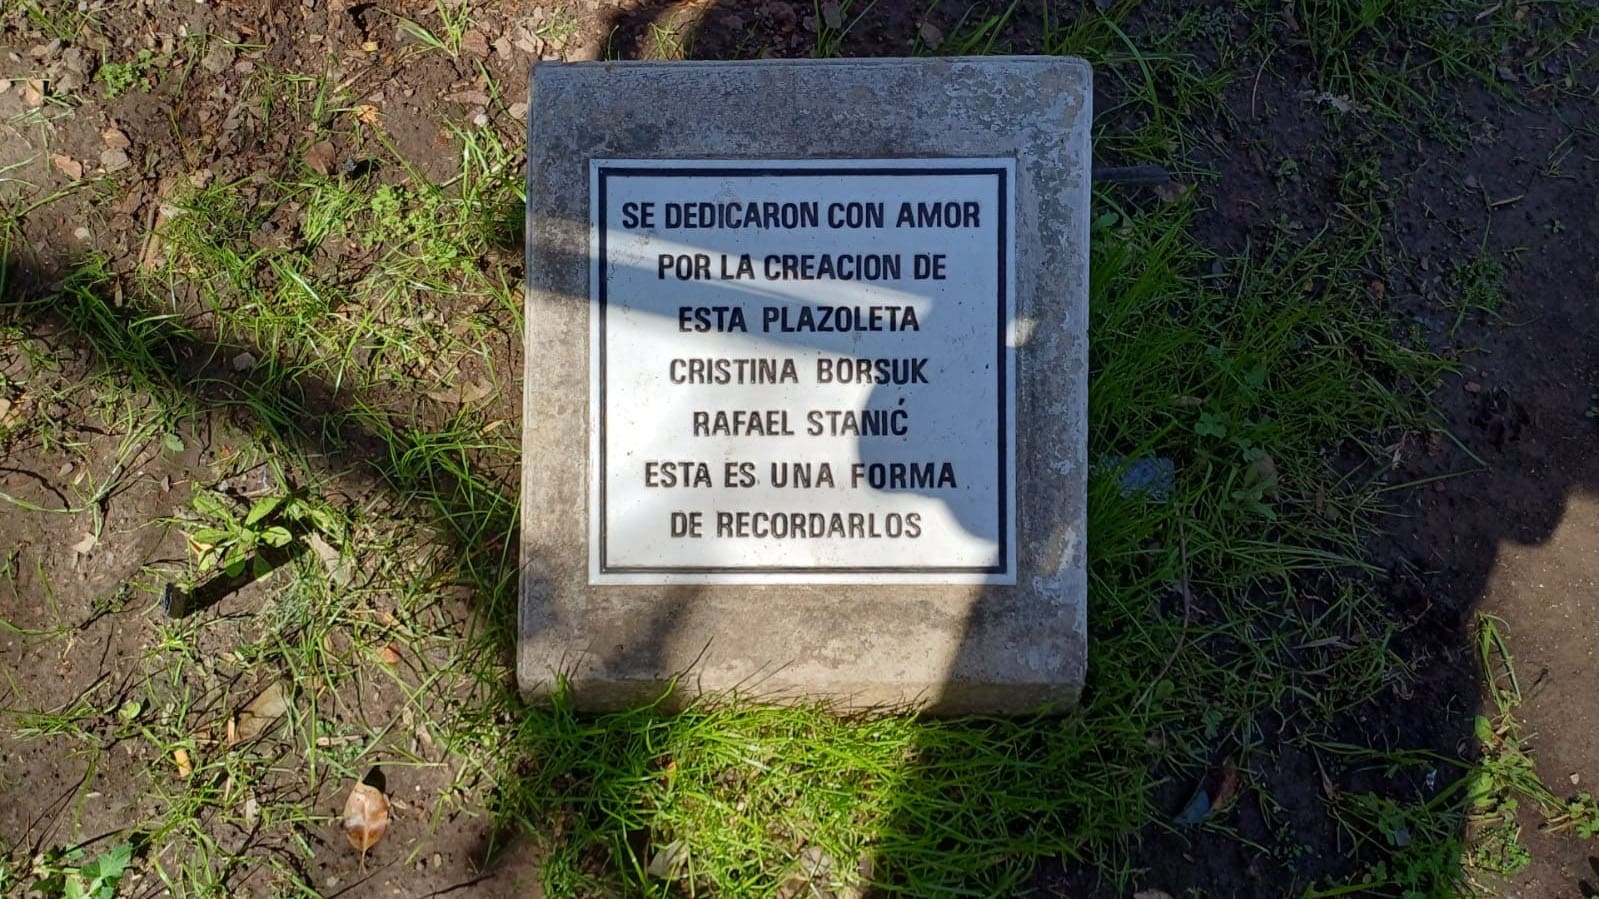 SE DEDICARON CON AMOR
POR LA CREACION DE
ESTA PLAZOLETA
CRISTINA BORSUK
RAFAEL STANIĆ
ESTA ES UNA FORMA
DE RECORDARLOS